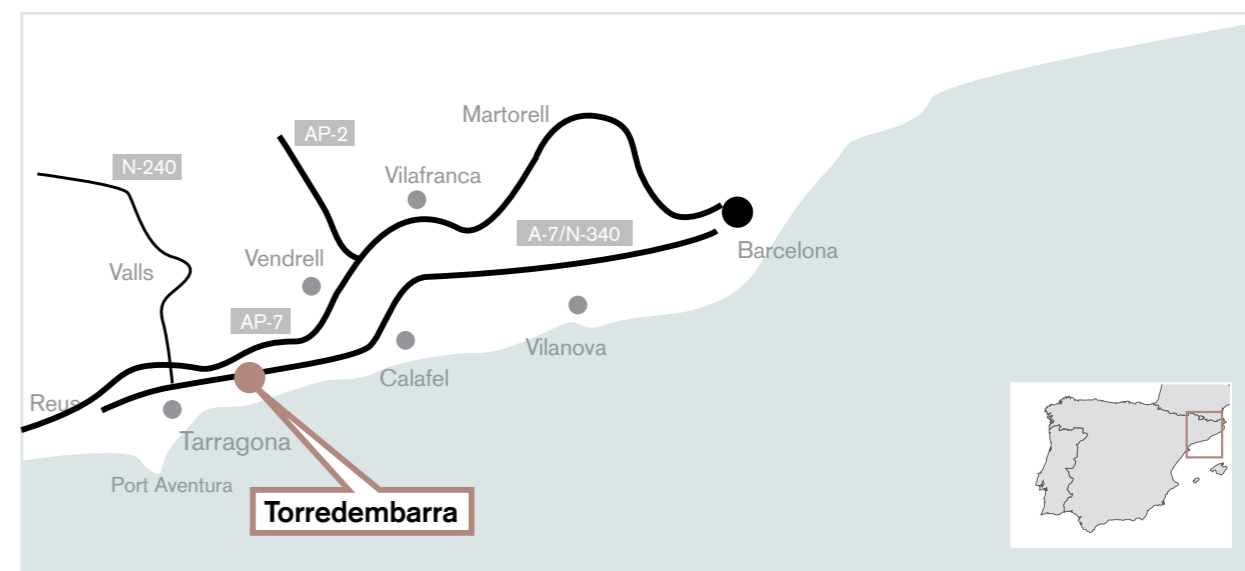 Martorell
AP-2
N-240
Vilafranca
A-7/N-340
Barcelona
Vendrell
Valls
AP-7
Vilanova
Calafel
Reus
Tarragona
Port Aventura
Torredembarra